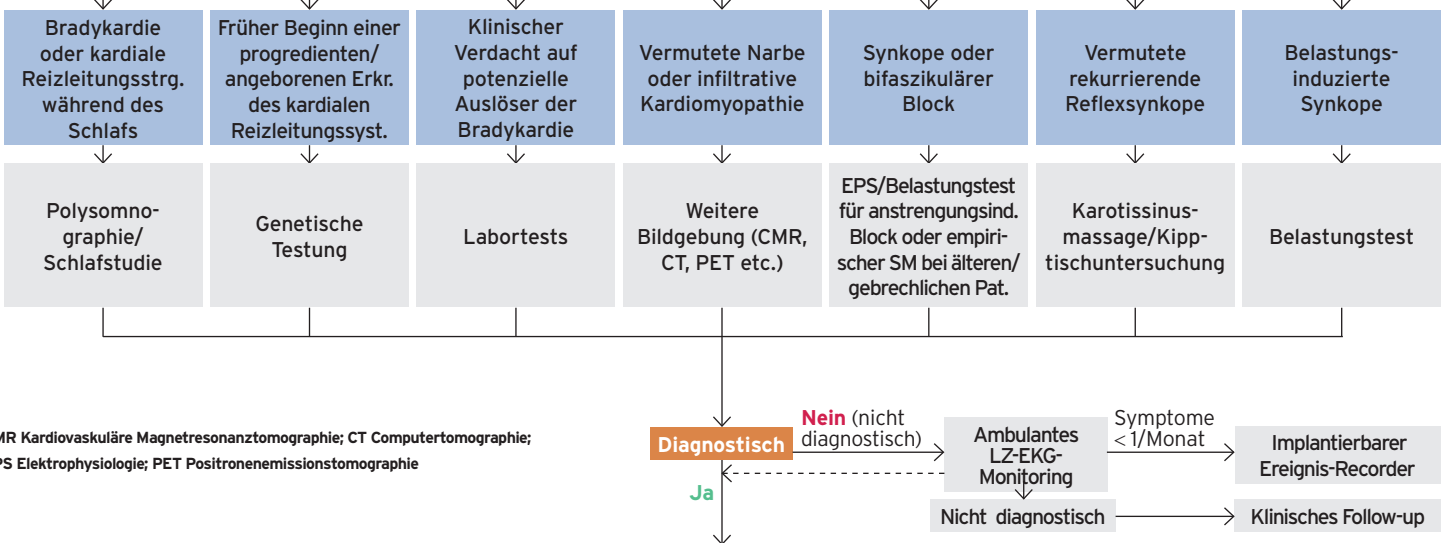 Bradykardie
oder kardiale
Reizleitungsstrg.
während des
Schlafs
Früher Beginn einer
progredienten/
angeborenen Erkr.
des kardialen
Reizleitungssyst.
Klinischer
Verdacht auf
potenzielle
Auslöser der
Bradykardie
Vermutete Narbe
oder infiltrative
Kardiomyopathie
Synkope oder
bifaszikulärer
Block
Vermutete
rekurrierende
Reflexsynkope
Belastungs-
induzierte
Synkope
Polysomno-
graphie/
Schlafstudie
Genetische
Testung
Labortests
Weitere
Bildgebung (CMR,
CT, PET etc.)
EPS/Belastungstest
für anstrengungsind.
Block oder empiri-
scher SM bei älteren/
gebrechlichen Pat.
Karotissinus-
massage/Kipp-
tischuntersuchung
Belastungstest
MR Kardiovaskuläre Magnetresonanztomographie; CT Computertomographie;
PS Elektrophysiologie; PET Positronenemissionstomographie
Diagnostisch
Nein (nicht
diagnostisch)
Ja
Ambulantes
LZ-EKG-
Monitoring
Symptome
< 1/Monat
Implantierbarer
Ereignis-Recorder
Nicht diagnostisch
Klinisches Follow-up